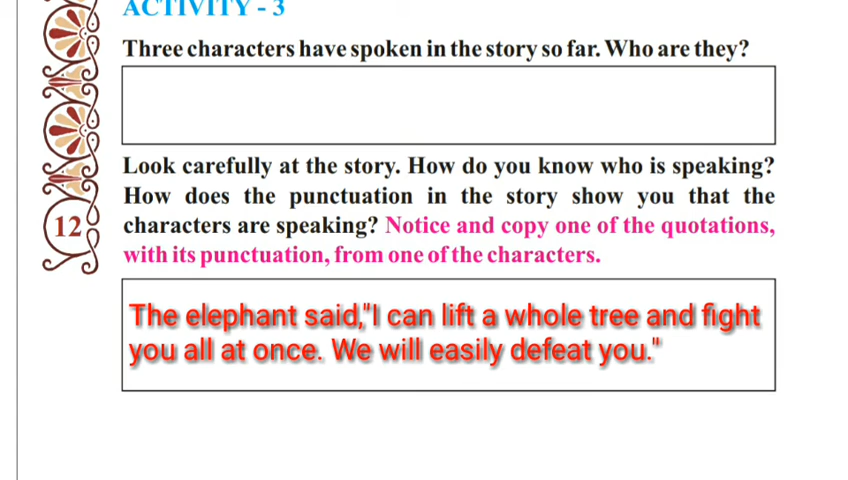 ACTIVITY - 3
Three characters have spoken in the story so far. Who are they?
Look carefully at the story. How do you know who is speaking?
How does the punctuation in the story show you that the
characters are speaking? Notice and copy one of the quotations,
12
with its punctuation, from one of the characters.
The elephant said,"I can lift a whole tree and fight
you all at once. We will easily defeat you."